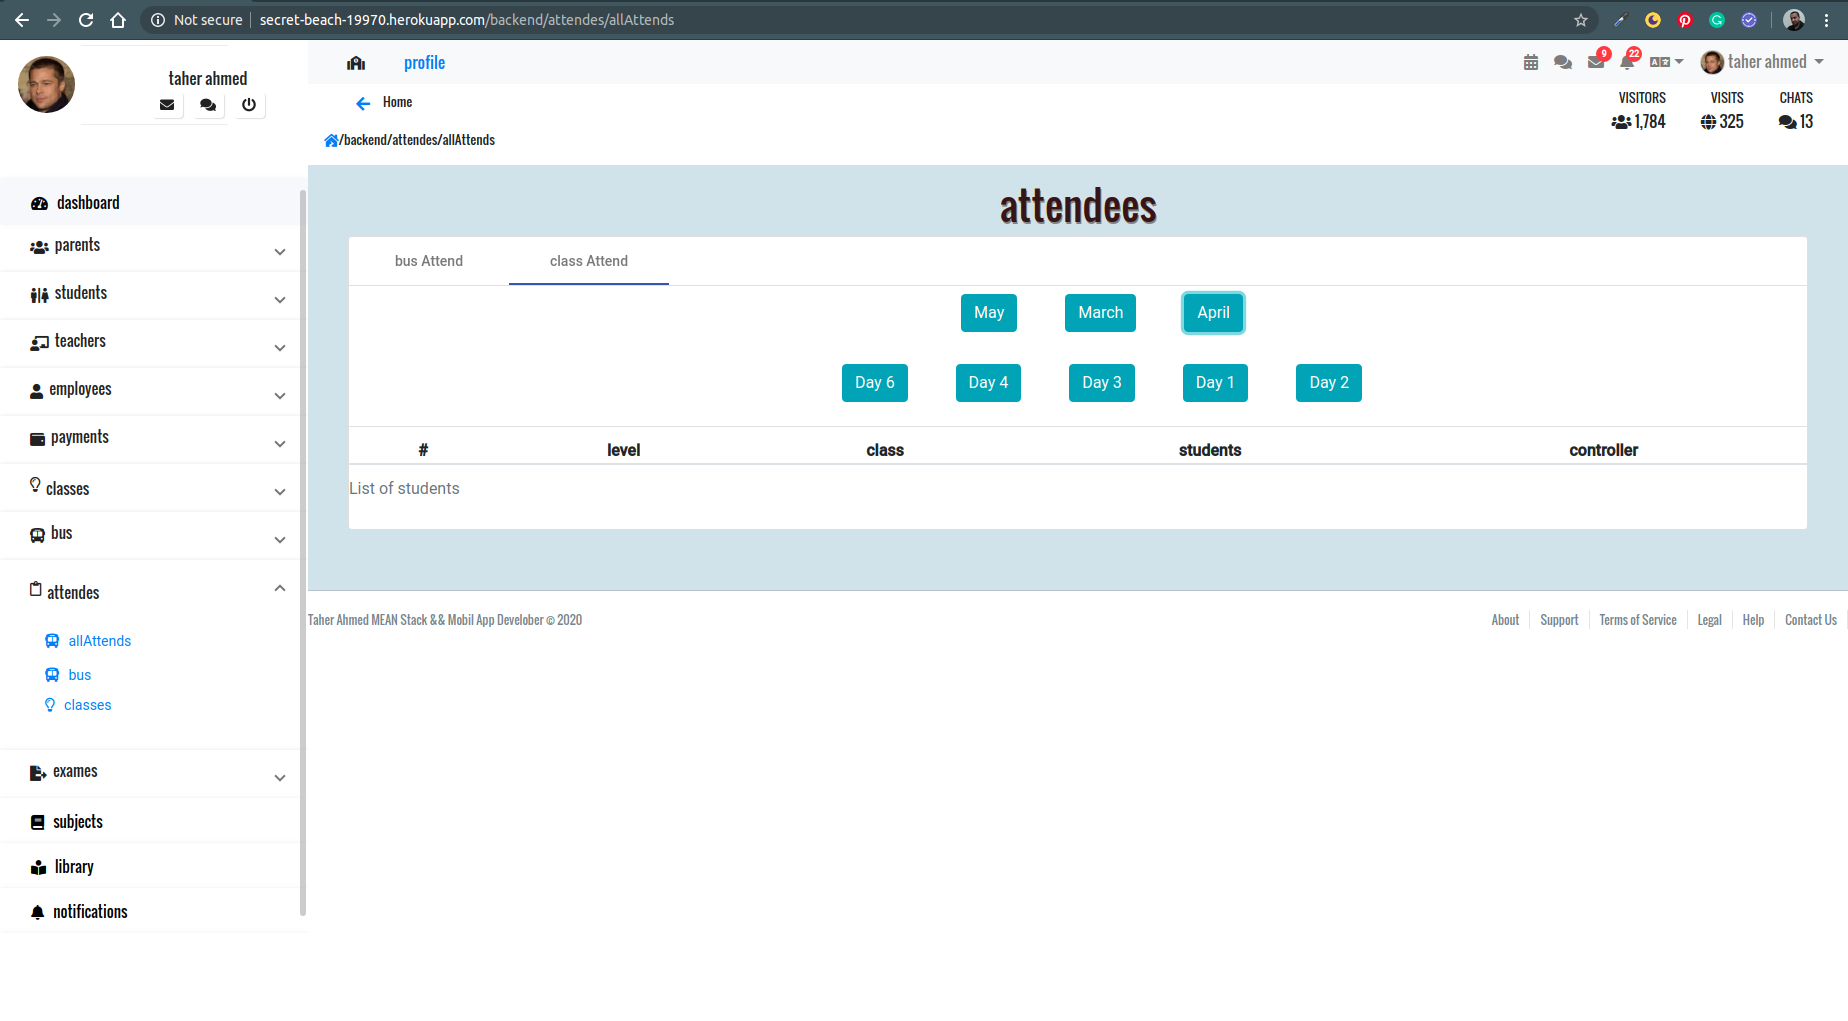 Not secure | secret-beach-19970.herokuapp.com/backend/attendes/allAttends
taher ahmed
profile
9
22
taher ahmed
Home
VISITORS VISITS CHATS
1,784 325 13
/backend/attendes/allAttends
dashboard
parents
students
teachers
employees
payments
classes
bus
attendes
allAttends
bus
classes
exames
subjects
library
notifications
attendees
bus Attend class Attend
May March April
Day 6 Day 4 Day 3 Day 1 Day 2
# level class students controller
List of students
Taher Ahmed MEAN Stack && Mobil App Develober © 2020
About Support Terms of Service Legal Help Contact Us